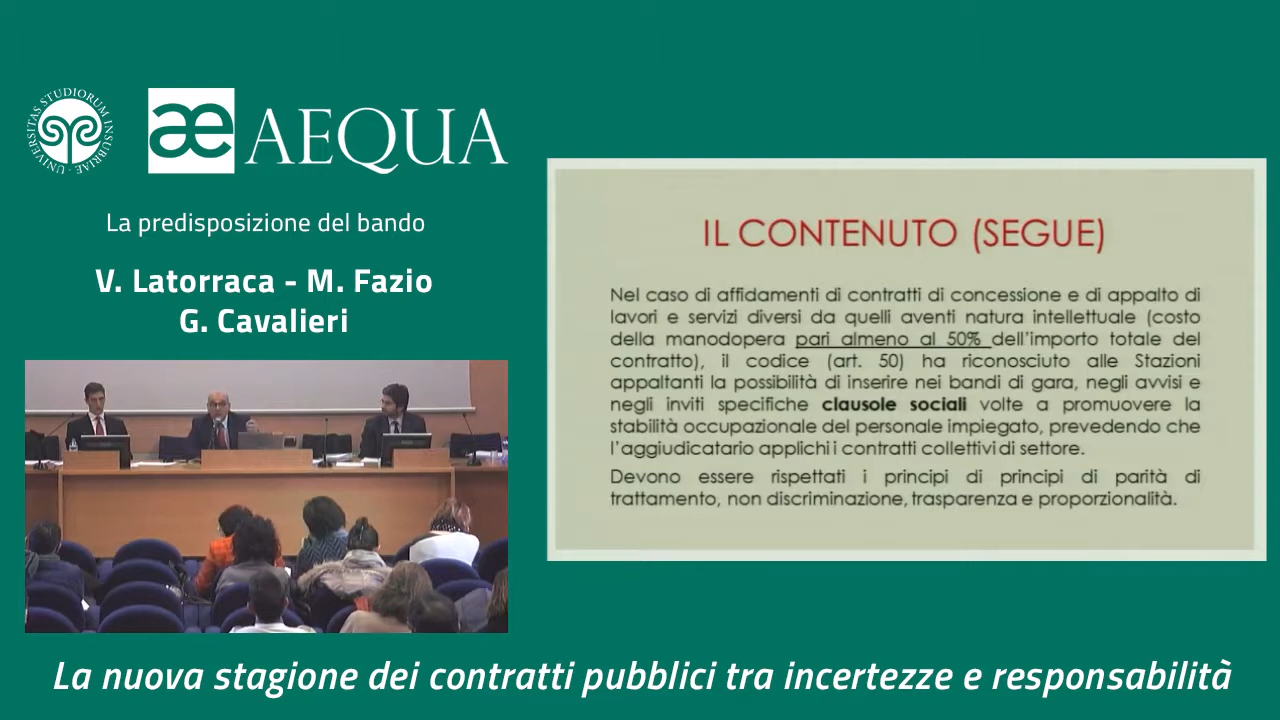 UNIVERSITAS STUDIORUM INSUBRIAE
æ AEQUA
La predisposizione del bando
V. Latorraca - M. Fazio
G. Cavalieri
IL CONTENUTO (SEGUE)
Nel caso di affidamenti di contratti di concessione e di appalto di
lavori e servizi diversi da quelli aventi natura intellettuale (costo
della manodopera pari almeno al 50% dell'importo totale del
contratto), il codice (art. 50) ha riconosciuto alle Stazioni
appaltanti la possibilità di inserire nei bandi di gara, negli avvisi e
negli inviti specifiche clausole sociali volte a promuovere la
stabilità occupazionale del personale impiegato, prevedendo che
l'aggiudicatario applichi i contratti collettivi di settore.
Devono essere rispettati i principi di principi di parità di
trattamento, non discriminazione, trasparenza e proporzionalità.
La nuova stagione dei contratti pubblici tra incertezze e responsabilità